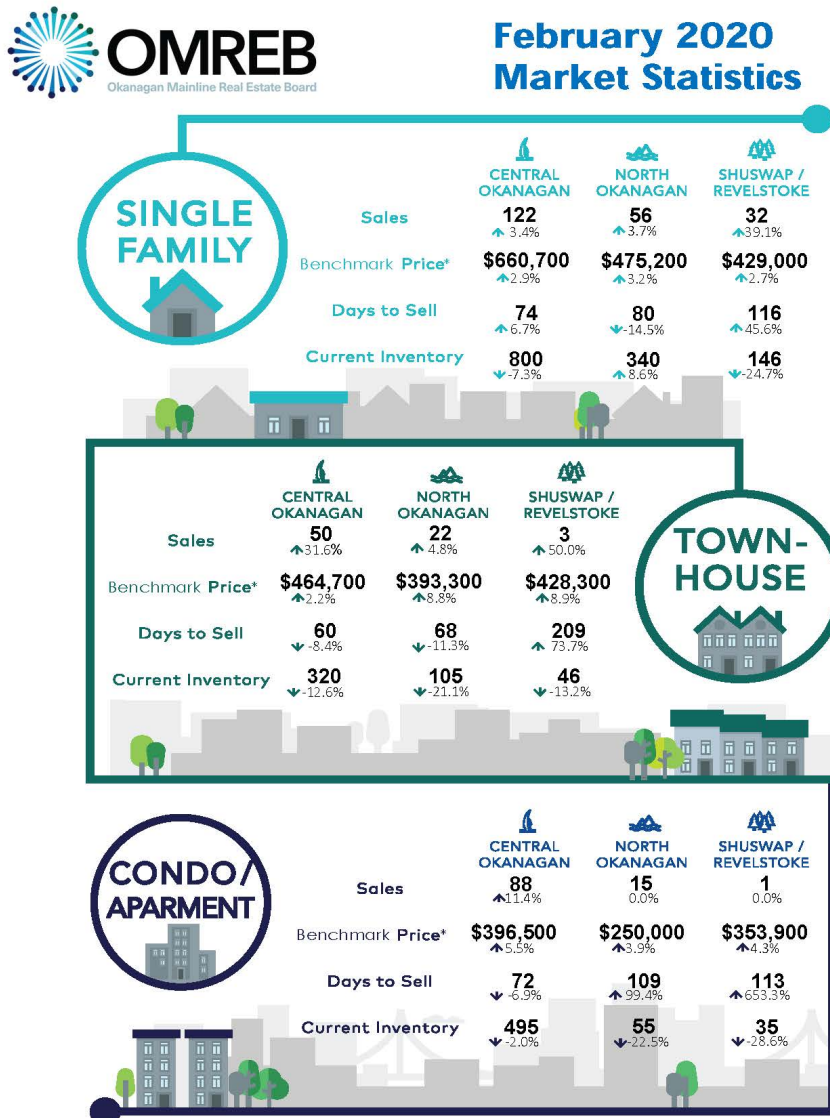 OMREB
Okanagan Mainline Real Estate Board
February 2020
Market Statistics
SINGLE
FAMILY
CENTRAL
OKANAGAN
NORTH
OKANAGAN
SHUSWAP /
REVELSTOKE
Sales 122 56 32
3.4% 3.7% 39.1%
Benchmark Price* $660,700 $475,200 $429,000
2.9% 3.2% 2.7%
Days to Sell 74 80 116
6.7% -14.5% 45.6%
Current Inventory 800 340 146
-7.3% 8.6% -24.7%
CENTRAL
OKANAGAN
NORTH
OKANAGAN
SHUSWAP /
REVELSTOKE
Sales 50 22 3
31.6% 4.8% 50.0%
Benchmark Price* $464,700 $393,300 $428,300
2.2% 8.8% 8.9%
Days to Sell 60 68 209
-8.4% -11.3% 73.7%
Current Inventory 320 105 46
-12.6% -21.1% -13.2%
TOWN-
HOUSE
CONDO/
APARMENT
CENTRAL
OKANAGAN
NORTH
OKANAGAN
SHUSWAP /
REVELSTOKE
Sales 88 15 1
11.4% 0.0% 0.0%
Benchmark Price* $396,500 $250,000 $353,900
5.5% 3.9% 4.3%
Days to Sell 72 109 113
-6.9% 99.4% 653.3%
Current Inventory 495 55 35
-2.0% -22.5% -28.6%